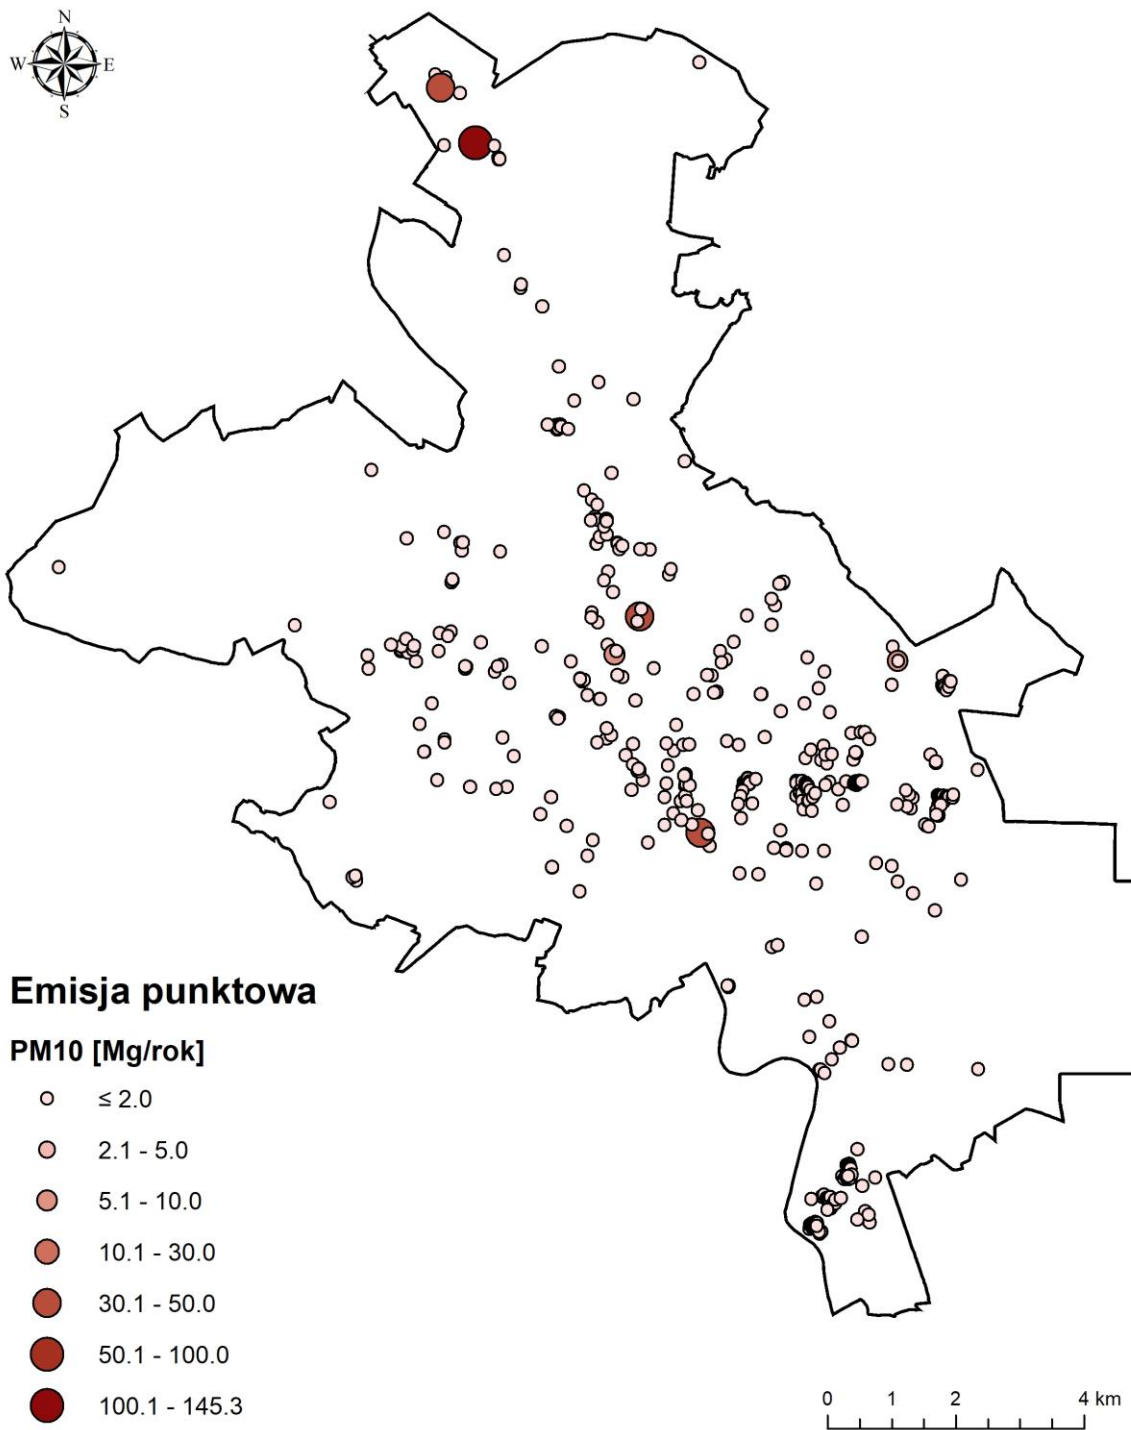 N
W E
S
Emisja punktowa
PM10 [Mg/rok]
≤ 2.0
2.1 - 5.0
5.1 - 10.0
10.1 - 30.0
30.1 - 50.0
50.1 - 100.0
100.1 - 145.3
0 1 2 4 km